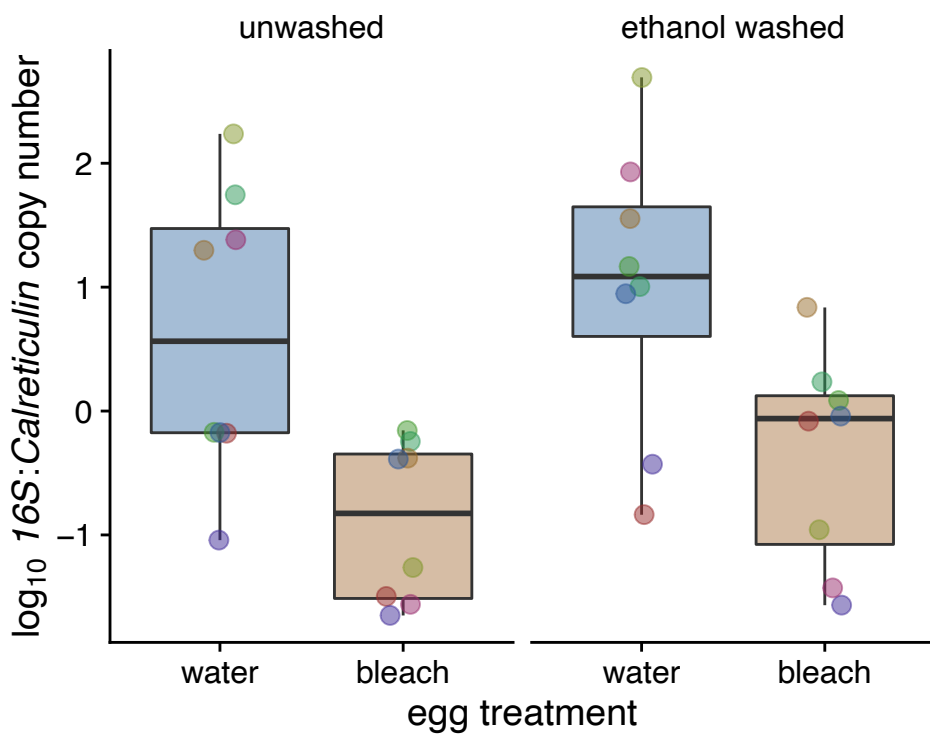 unwashed
ethanol washed
log₁₀ 16S:Calreticulin copy number
2
1
0
−1
water
bleach
water
bleach
egg treatment